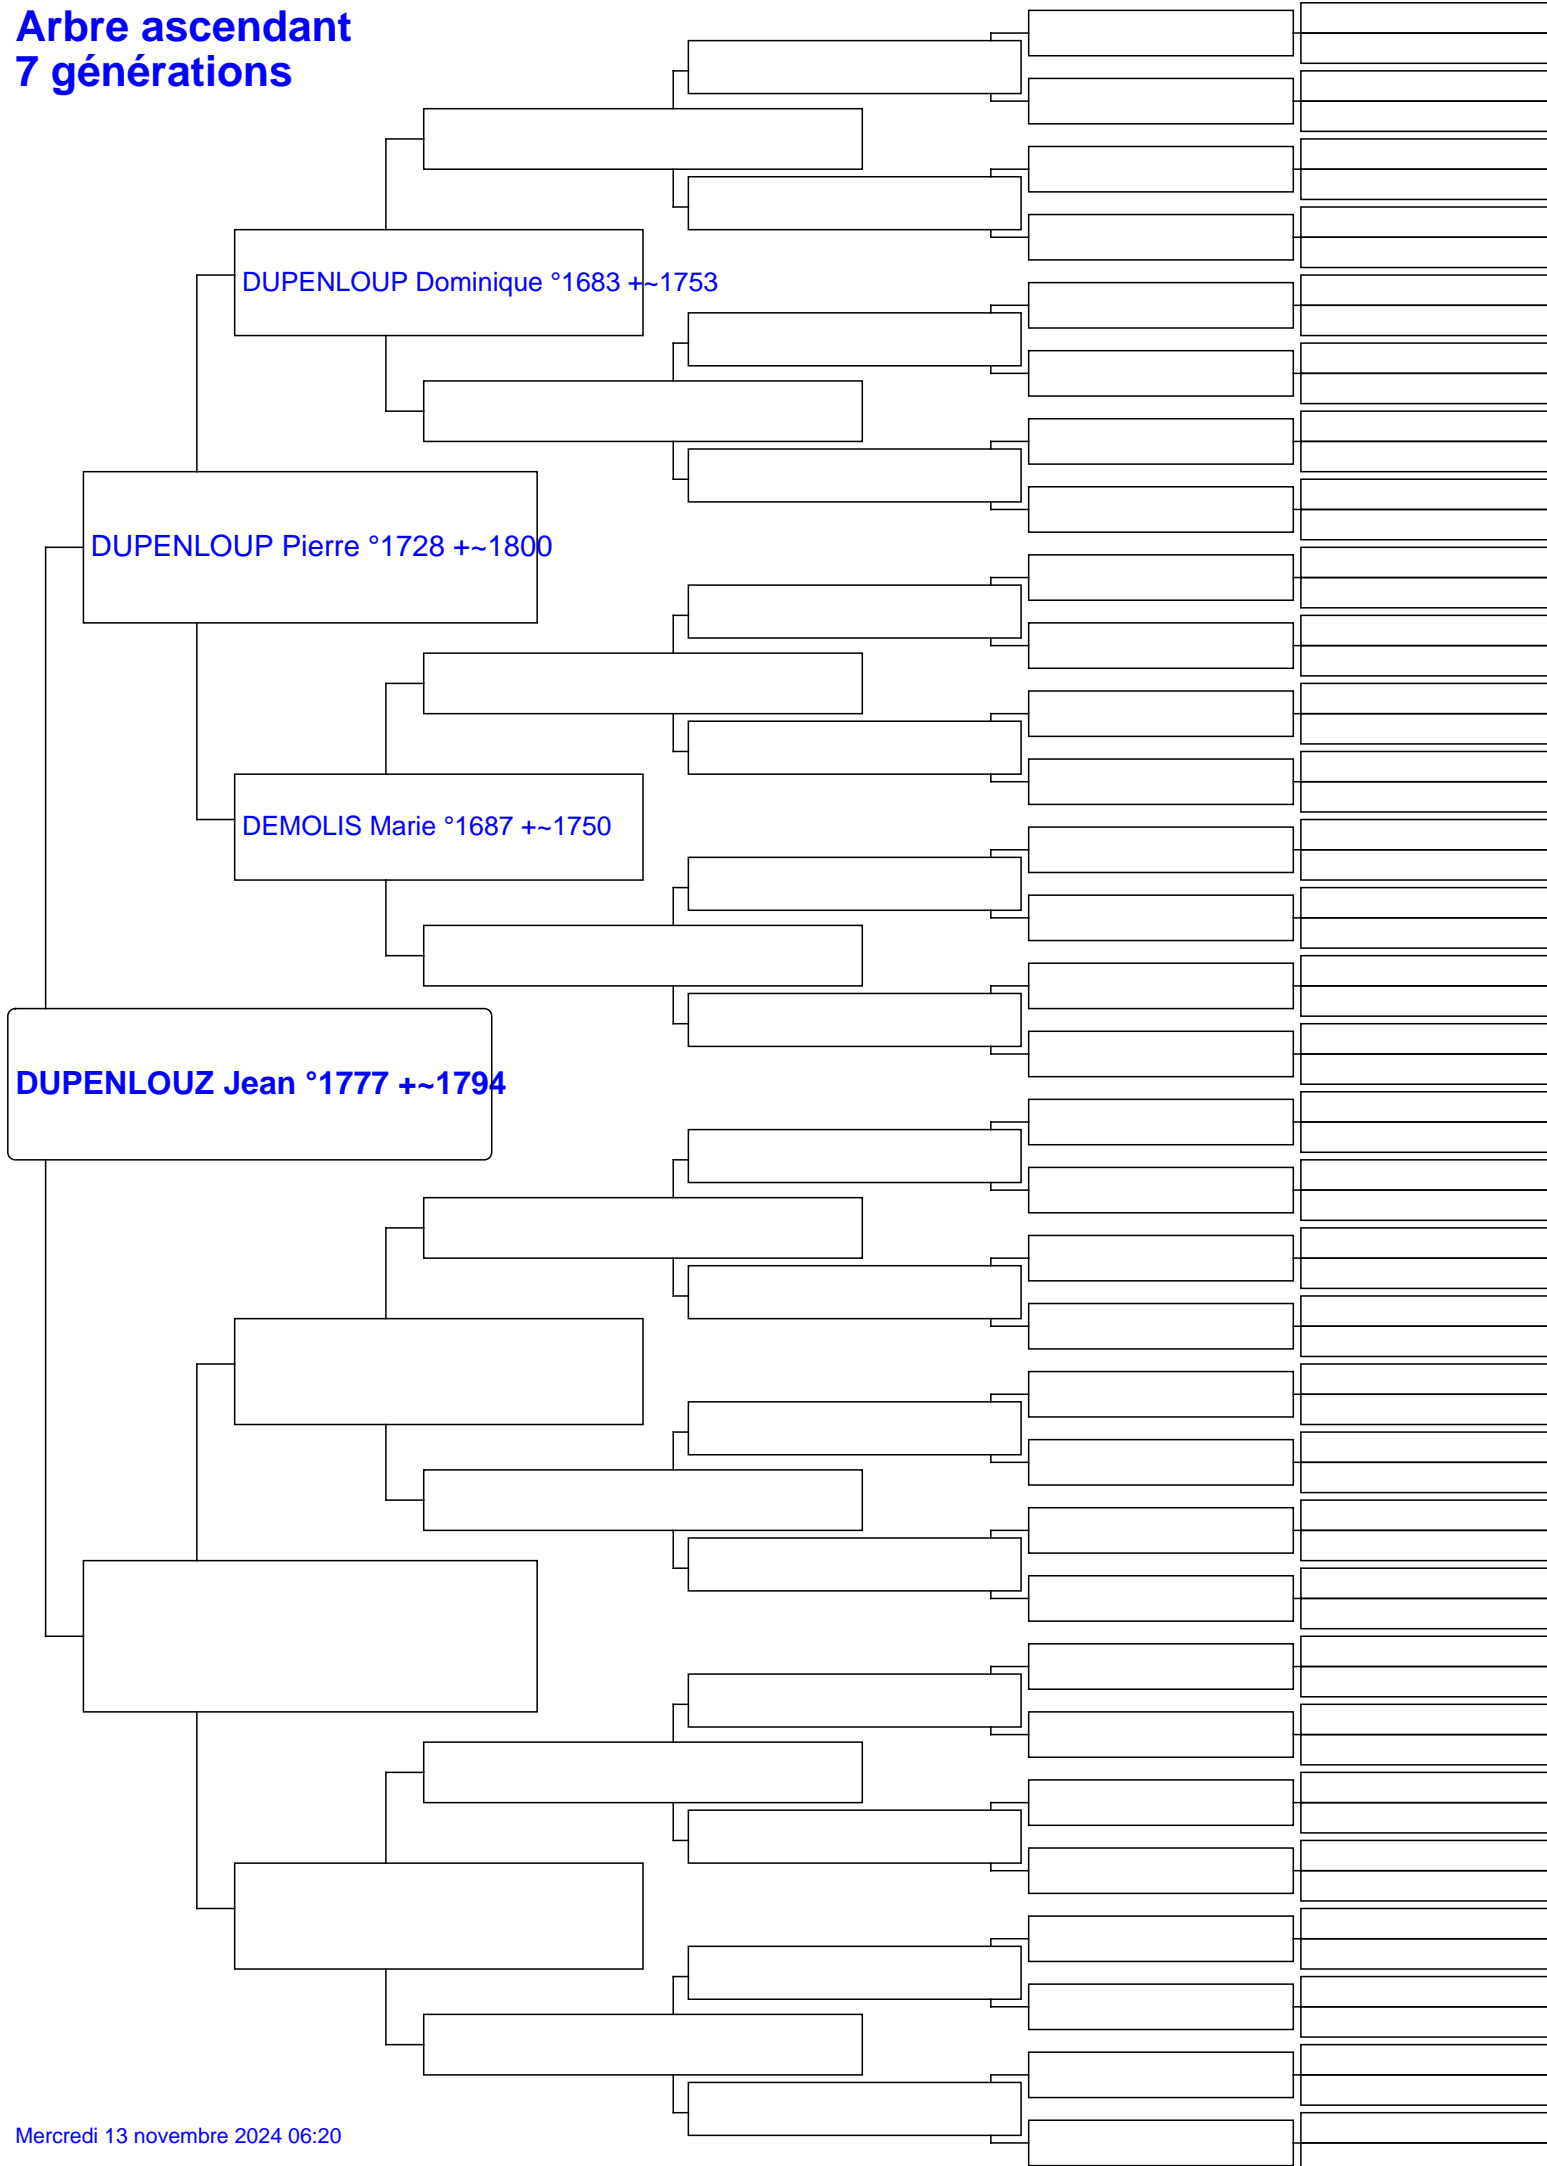 Arbre ascendant
7 générations
DUPENLOUP Dominique °1683 +~1753
DUPENLOUP Pierre °1728 +~1800
DEMOLIS Marie °1687 +~1750
DUPENLOUZ Jean °1777 +~1794
Mercredi 13 novembre 2024 06:20